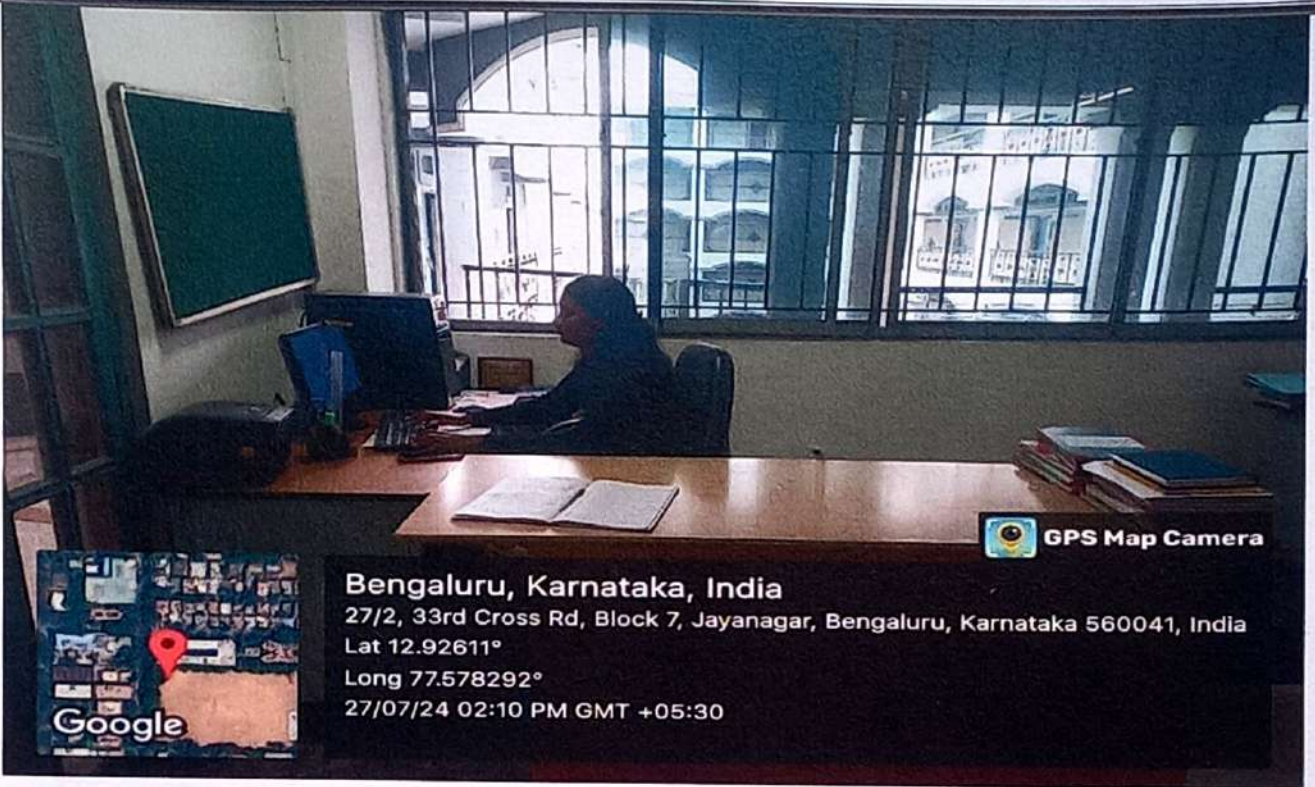 GPS Map Camera
Bengaluru, Karnataka, India
27/2, 33rd Cross Rd, Block 7, Jayanagar, Bengaluru, Karnataka 560041, India
Lat 12.92611°
Long 77.578292°
27/07/24 02:10 PM GMT +05:30
Google